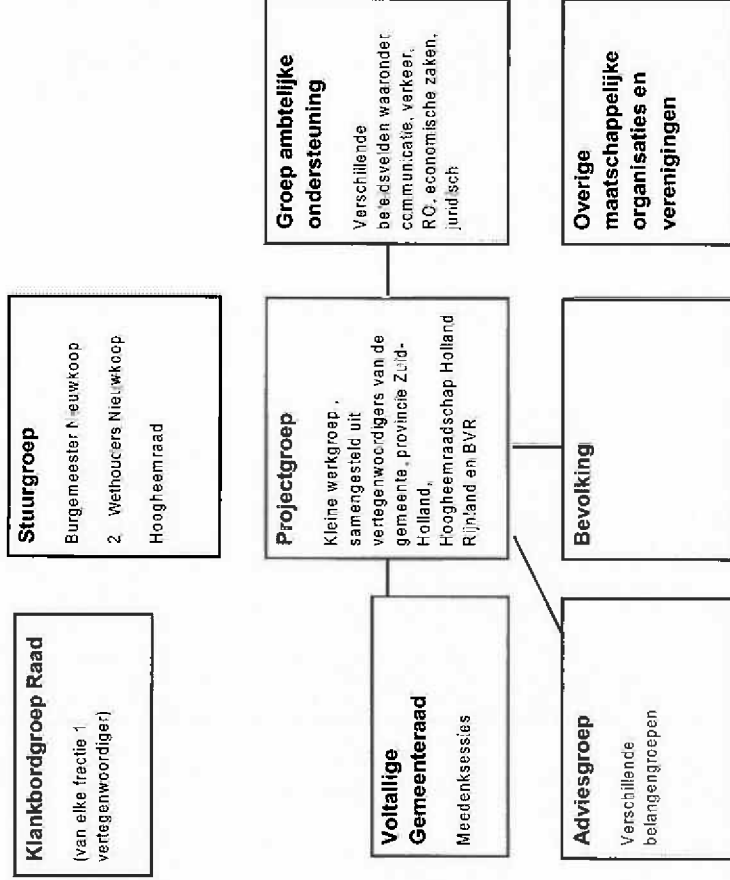 Klankbordgroep Raad
(van elke fractie 1
vertegenwoordiger)
Stuurgroep
Burgemeester Nieuwkoop
2 Wethouders Nieuwkoop
Hoogheemraad
Voltallige
Gemeenteraad
Meedenksessies
Projectgroep
Kleine werkgroep,
samengesteld uit
vertegenwoordigers van de
gemeente, provincie Zuid-
Holland,
Hoogheemraadschap Holland
Rijnland en BVR
Groep ambtelijke
ondersteuning
Verschillende
beleidsvelden waaronder
communicatie, verkeer,
RO, economische zaken,
juridisch
Adviesgroep
Verschillende
belangengroepen
Bevolking
Overige
maatschappelijke
organisaties en
verenigingen